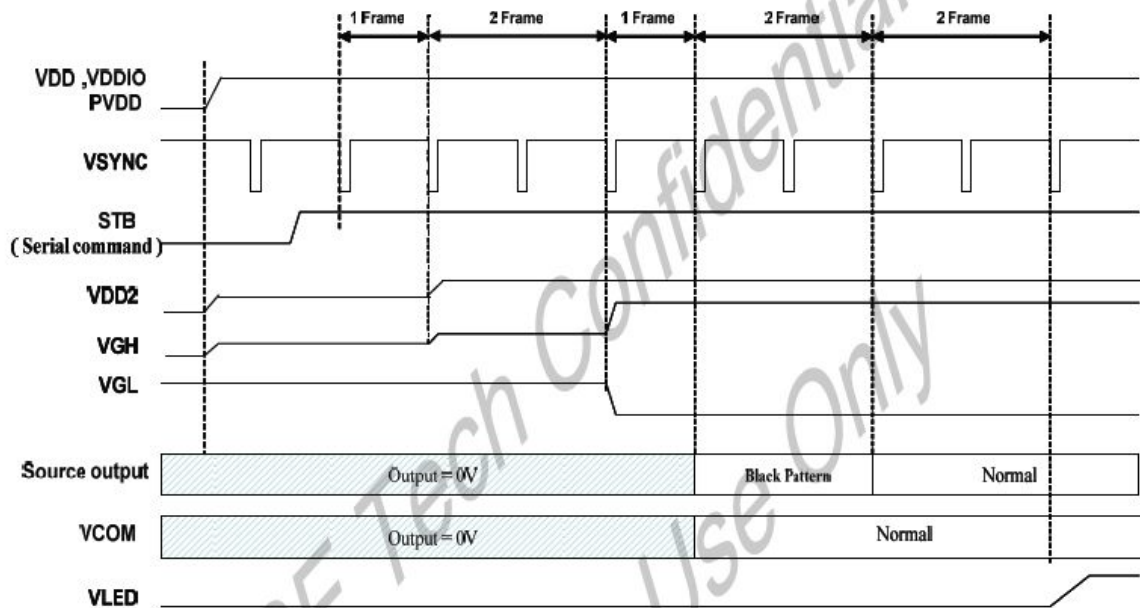 1 Frame
2 Frame
1 Frame
2 Frame
2 Frame
VDD ,VDDIO
PVDD
VSYNC
STB
( Serial command )
VDD2
VGH
VGL
Source output
Output = 0V
Black Pattern
Normal
VCOM
Output = 0V
Normal
VLED
Tech Confidential
Use Only